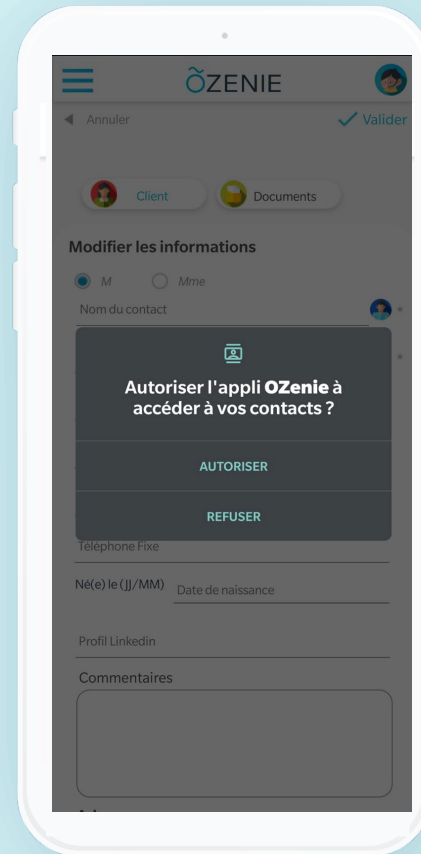 ÕZENIE
Annuler
Valider
Client
Documents
Modifier les informations
M
Mme
Nom du contact
Autoriser l'appli OZenie à
accéder à vos contacts ?
AUTORISER
REFUSER
Téléphone Fixe
Né(e) le (JJ/MM)
Date de naissance
Profil Linkedin
Commentaires